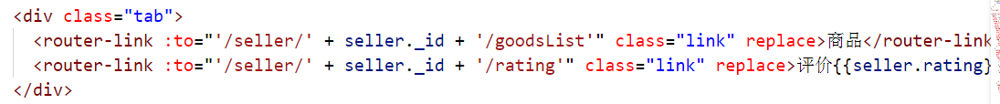 <div class="tab">
<router-link :to="'/seller/' + seller._id + '/goodsList'" class="link" replace>商品</router-link
<router-link :to="'/seller/' + seller._id + '/rating'" class="link" replace>评价{{seller.rating}
</div>